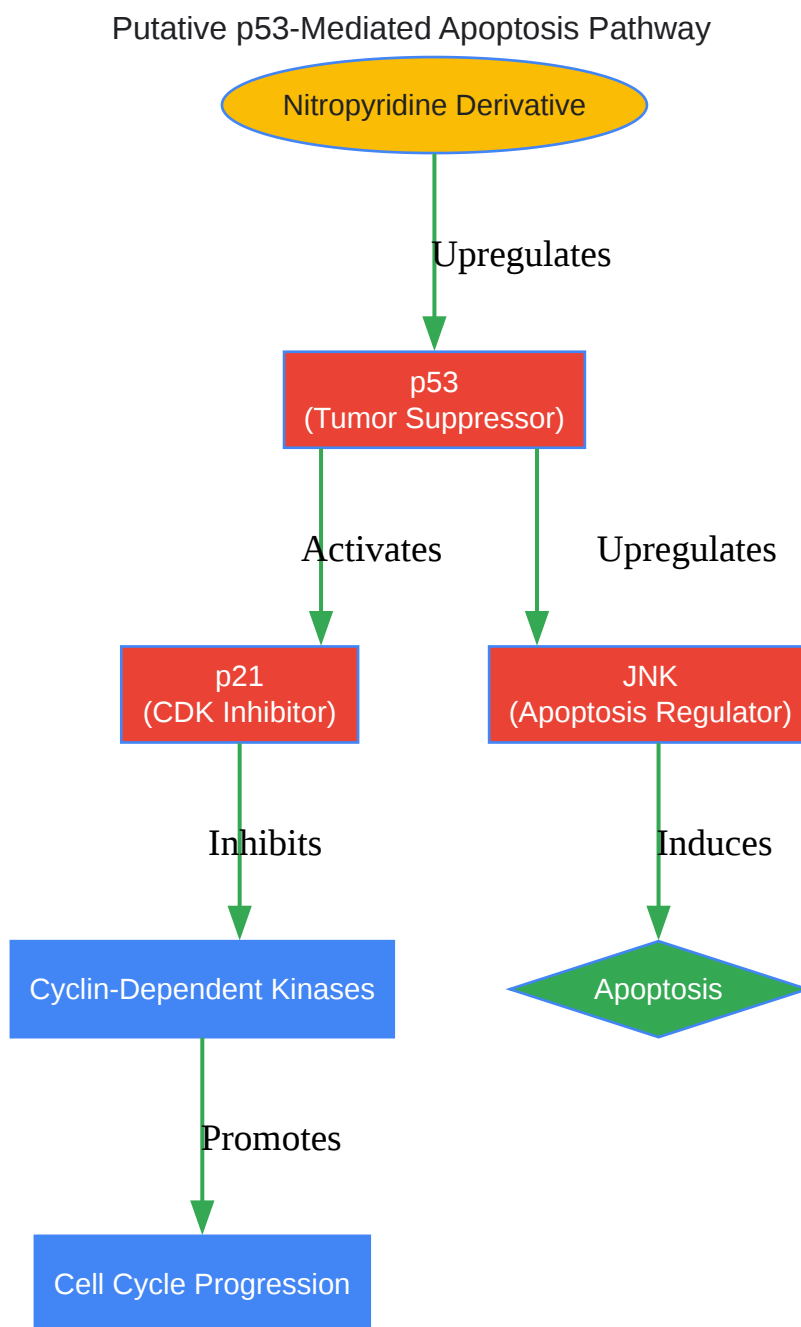 Putative p53-Mediated Apoptosis Pathway
Nitropyridine Derivative
Upregulates
p53
(Tumor Suppressor)
Activates
Upregulates
p21
(CDK Inhibitor)
JNK
(Apoptosis Regulator)
Inhibits
Induces
Cyclin-Dependent Kinases
Apoptosis
Promotes
Cell Cycle Progression